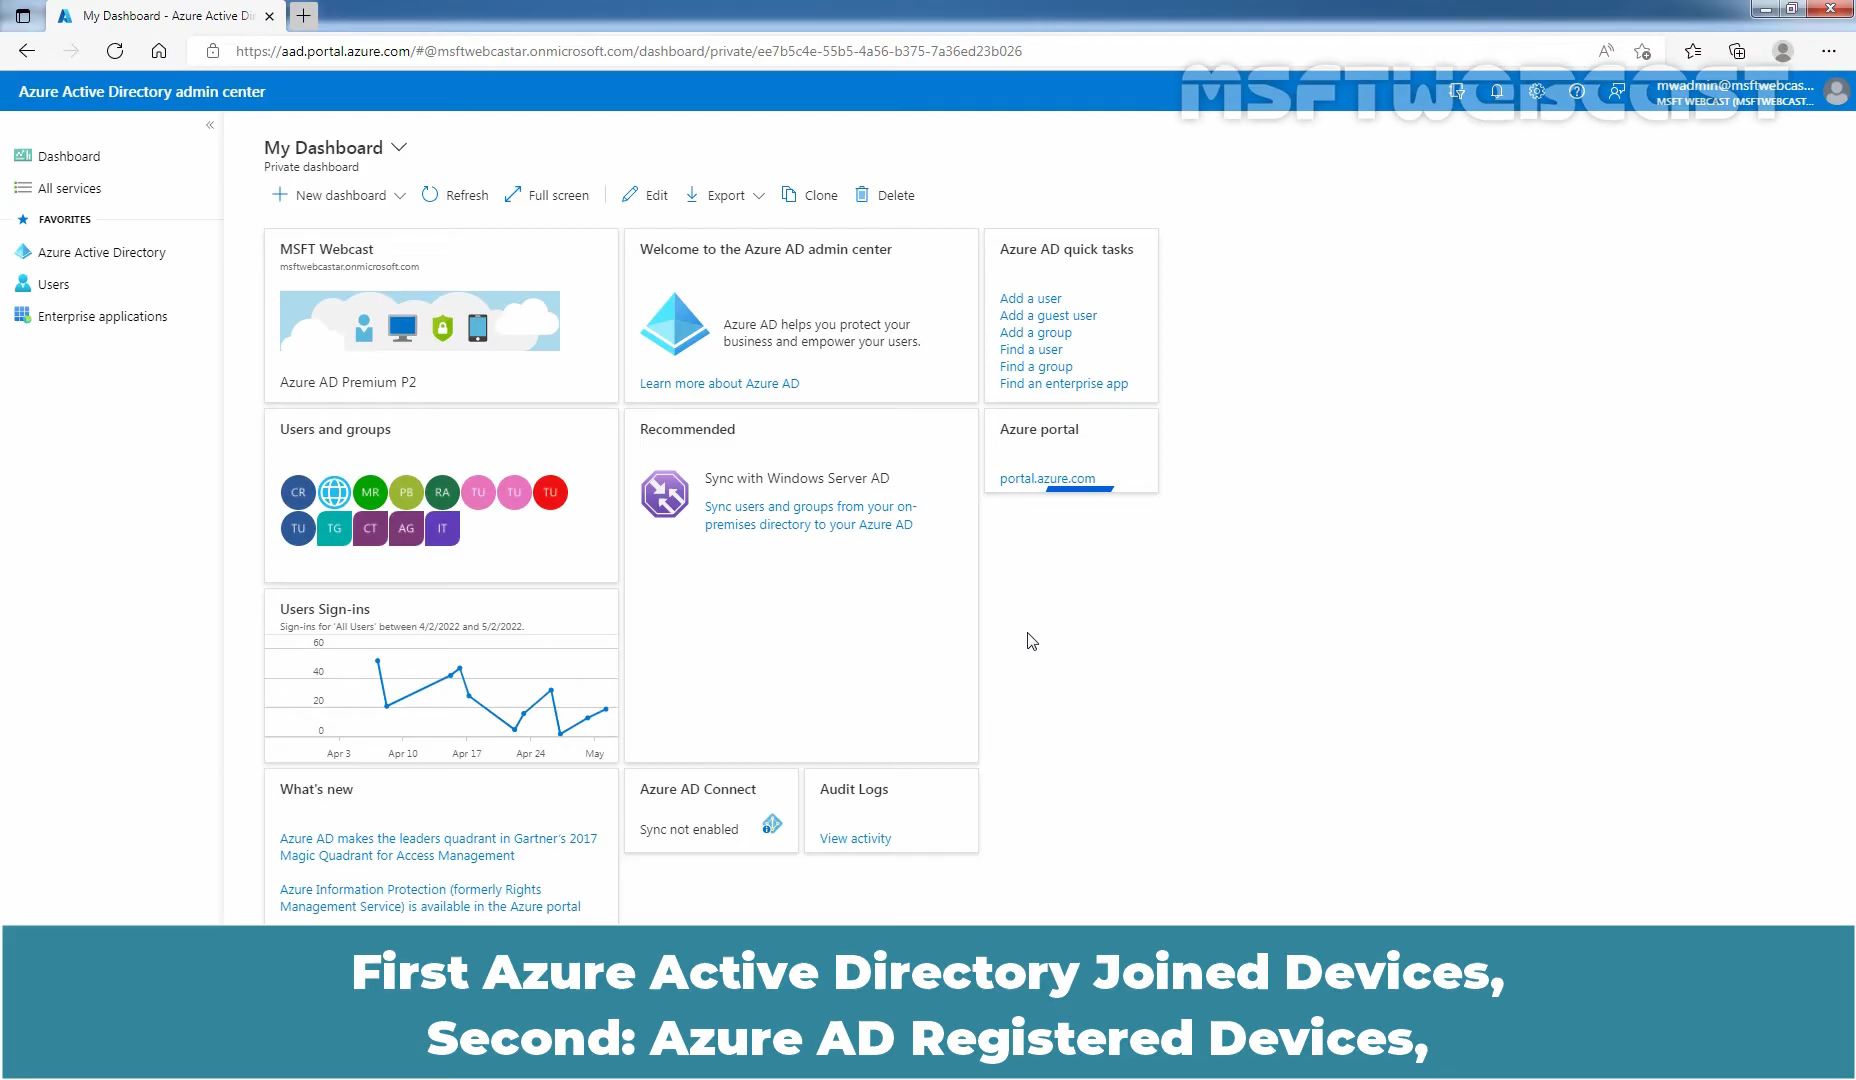 My Dashboard - Azure Active Di
https://aad.portal.azure.com/#@msftwebcastar.onmicrosoft.com/dashboard/private/ee7b5c4e-55b5-4a56-b375-7a36ed23b026
MSFTWEBCAST
Azure Active Directory admin center
mwadmin@msftwebcas...
MSFT WEBCAST (MSFTWEBCAST...
Dashboard
All services
FAVORITES
Azure Active Directory
Users
Enterprise applications
My Dashboard
Private dashboard
New dashboard
Refresh
Full screen
Edit
Export
Clone
Delete
MSFT Webcast
msftwebcastar.onmicrosoft.com
Azure AD Premium P2
Welcome to the Azure AD admin center
Azure AD helps you protect your
business and empower your users.
Learn more about Azure AD
Azure AD quick tasks
Add a user
Add a guest user
Add a group
Find a user
Find a group
Find an enterprise app
Users and groups
CR MR PB RA TU TU TU
TU TG CT AG IT
Recommended
Sync with Windows Server AD
Sync users and groups from your on-
premises directory to your Azure AD
Azure portal
portal.azure.com
Users Sign-ins
Sign-ins for 'All Users' between 4/2/2022 and 5/2/2022.
60
40
20
0
Apr 3 Apr 10 Apr 17 Apr 24 May
What's new
Azure AD makes the leaders quadrant in Gartner's 2017
Magic Quadrant for Access Management
Azure Information Protection (formerly Rights
Management Service) is available in the Azure portal
Azure AD Connect
Sync not enabled
Audit Logs
View activity
First Azure Active Directory Joined Devices,
Second: Azure AD Registered Devices,